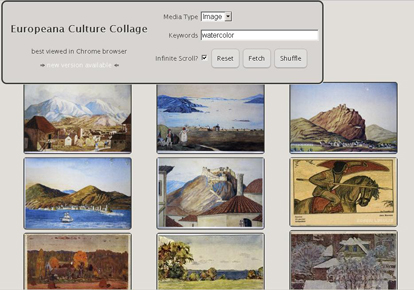 Europeana Culture Collage
best viewed in Chrome browser
new version available
Media Type Image
Keywords watercolor
Infinite Scroll? Reset Fetch Shuffle